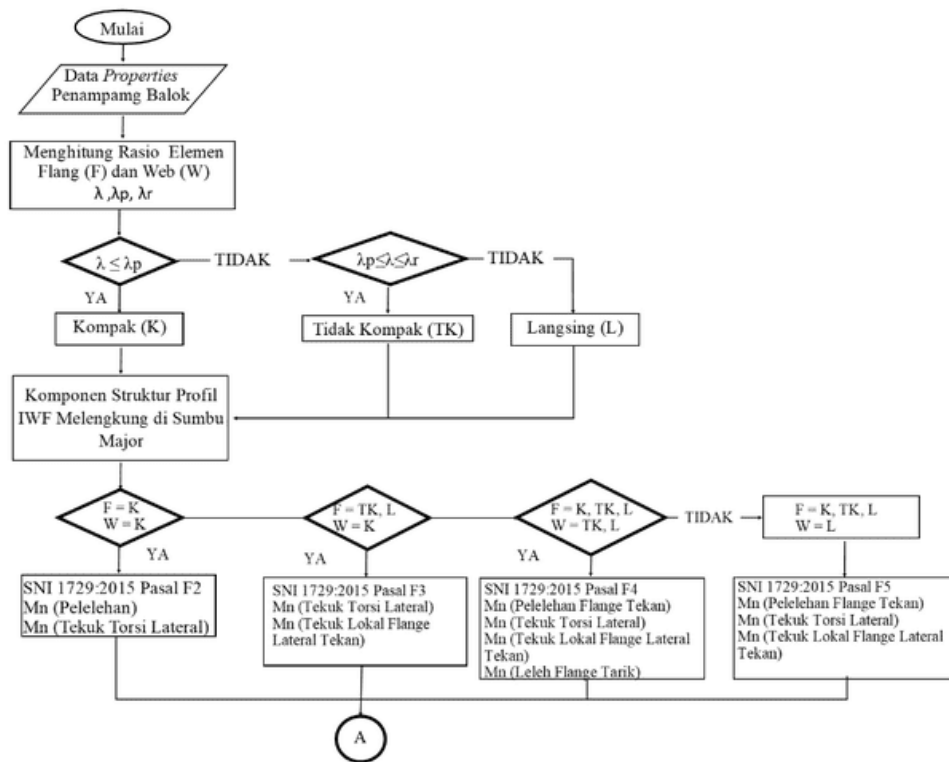 Mulai
Data Properties
Penampamg Balok
Menghitung Rasio Elemen
Flang (F) dan Web (W)
λ ,λp, λr
λ ≤ λp
TIDAK
λp≤λ≤λr
TIDAK
YA
YA
Kompak (K)
Tidak Kompak (TK)
Langsing (L)
Komponen Struktur Profil
IWF Melengkung di Sumbu
Major
F = K
W = K
F = TK, L
W = K
F = K, TK, L
W = TK, L
TIDAK
F = K, TK, L
W = L
YA
YA
YA
SNI 1729:2015 Pasal F2
Mn (Pelelehan)
Mn (Tekuk Torsi Lateral)
SNI 1729:2015 Pasal F3
Mn (Tekuk Torsi Lateral)
Mn (Tekuk Lokal Flange
Lateral Tekan)
SNI 1729:2015 Pasal F4
Mn (Pelelehan Flange Tekan)
Mn (Tekuk Torsi Lateral)
Mn (Tekuk Lokal Flange Lateral
Tekan)
Mn (Leleh Flange Tarik)
SNI 1729:2015 Pasal F5
Mn (Pelelehan Flange Tekan)
Mn (Tekuk Torsi Lateral)
Mn (Tekuk Lokal Flange Lateral
Tekan)
A